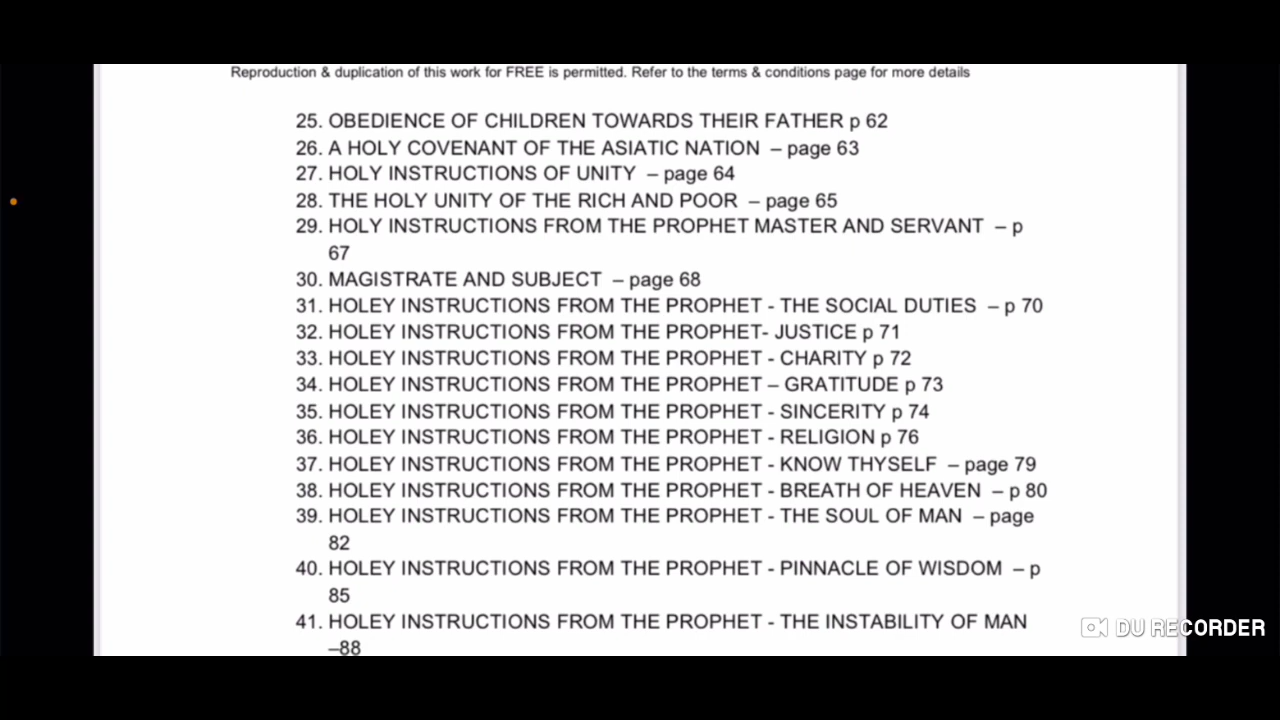 Reproduction & duplication of this work for FREE is permitted. Refer to the terms & conditions page for more details
25. OBEDIENCE OF CHILDREN TOWARDS THEIR FATHER p 62
26. A HOLY COVENANT OF THE ASIATIC NATION – page 63
27. HOLY INSTRUCTIONS OF UNITY – page 64
28. THE HOLY UNITY OF THE RICH AND POOR – page 65
29. HOLY INSTRUCTIONS FROM THE PROPHET MASTER AND SERVANT – p
67
30. MAGISTRATE AND SUBJECT – page 68
31. HOLEY INSTRUCTIONS FROM THE PROPHET - THE SOCIAL DUTIES – p 70
32. HOLEY INSTRUCTIONS FROM THE PROPHET- JUSTICE p 71
33. HOLEY INSTRUCTIONS FROM THE PROPHET - CHARITY p 72
34. HOLEY INSTRUCTIONS FROM THE PROPHET – GRATITUDE p 73
35. HOLEY INSTRUCTIONS FROM THE PROPHET - SINCERITY p 74
36. HOLEY INSTRUCTIONS FROM THE PROPHET - RELIGION p 76
37. HOLEY INSTRUCTIONS FROM THE PROPHET - KNOW THYSELF – page 79
38. HOLEY INSTRUCTIONS FROM THE PROPHET - BREATH OF HEAVEN – p 80
39. HOLEY INSTRUCTIONS FROM THE PROPHET - THE SOUL OF MAN – page
82
40. HOLEY INSTRUCTIONS FROM THE PROPHET - PINNACLE OF WISDOM – p
85
41. HOLEY INSTRUCTIONS FROM THE PROPHET - THE INSTABILITY OF MAN
–88
DU RECORDER